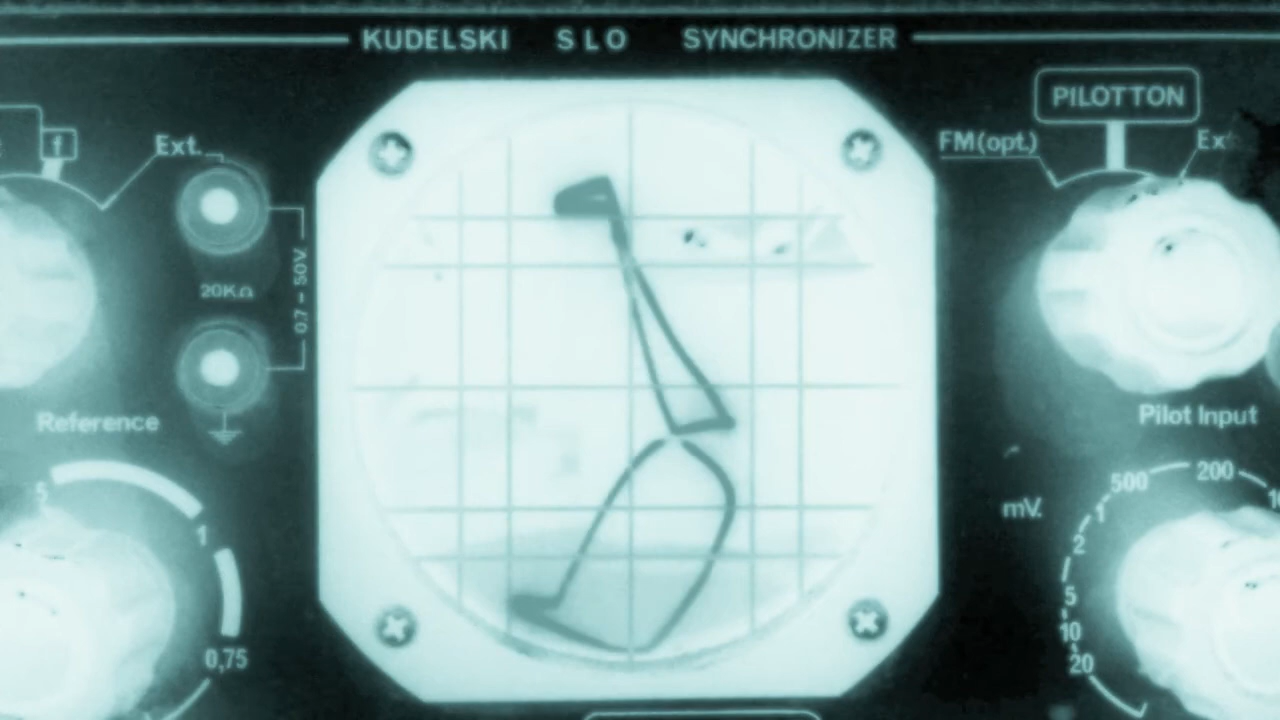 KUDELSKI SLO SYNCHRONIZER
PILOTTON
f
Ext.
FM(opt.)
20KΩ
0.7 - 50V
Reference
Pilot Input
mV.
500
200
1
2
5
10
20
5
1
0,75